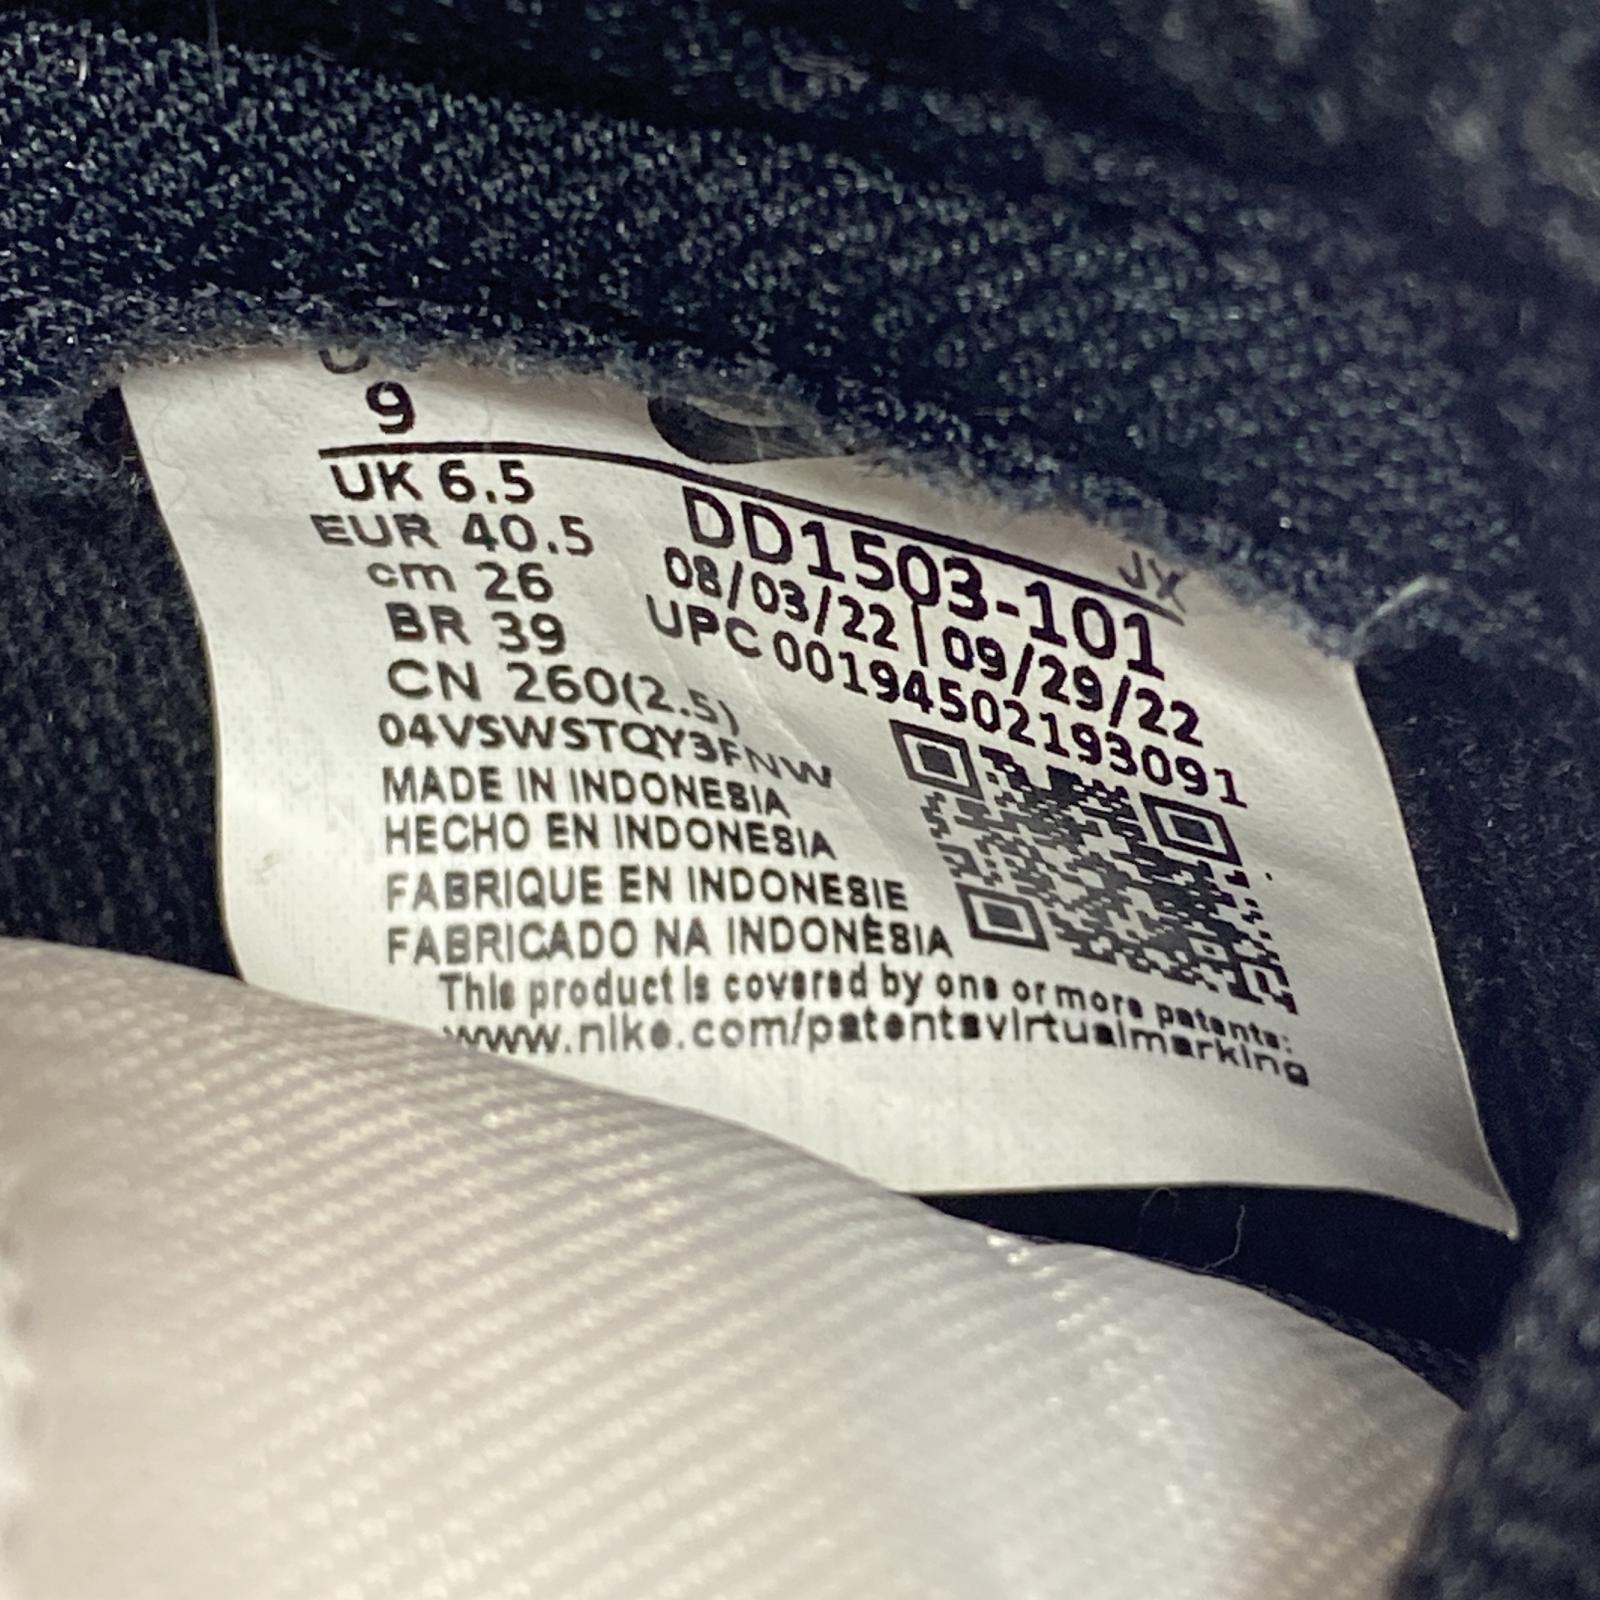 9
UK 6.5
EUR 40.5
cm 26
BR 39
CN 260(2.5)
04VSWSTQY3FNW
MADE IN INDONESIA
HECHO EN INDONESIA
FABRIQUE EN INDONESIE
FABRICADO NA INDONÉSIA
This product is covered by one or more patents:
www.nike.com/patentsvirtualmarking
JX
DD1503-101
08/03/22 | 09/29/22
UPC 00194502193091